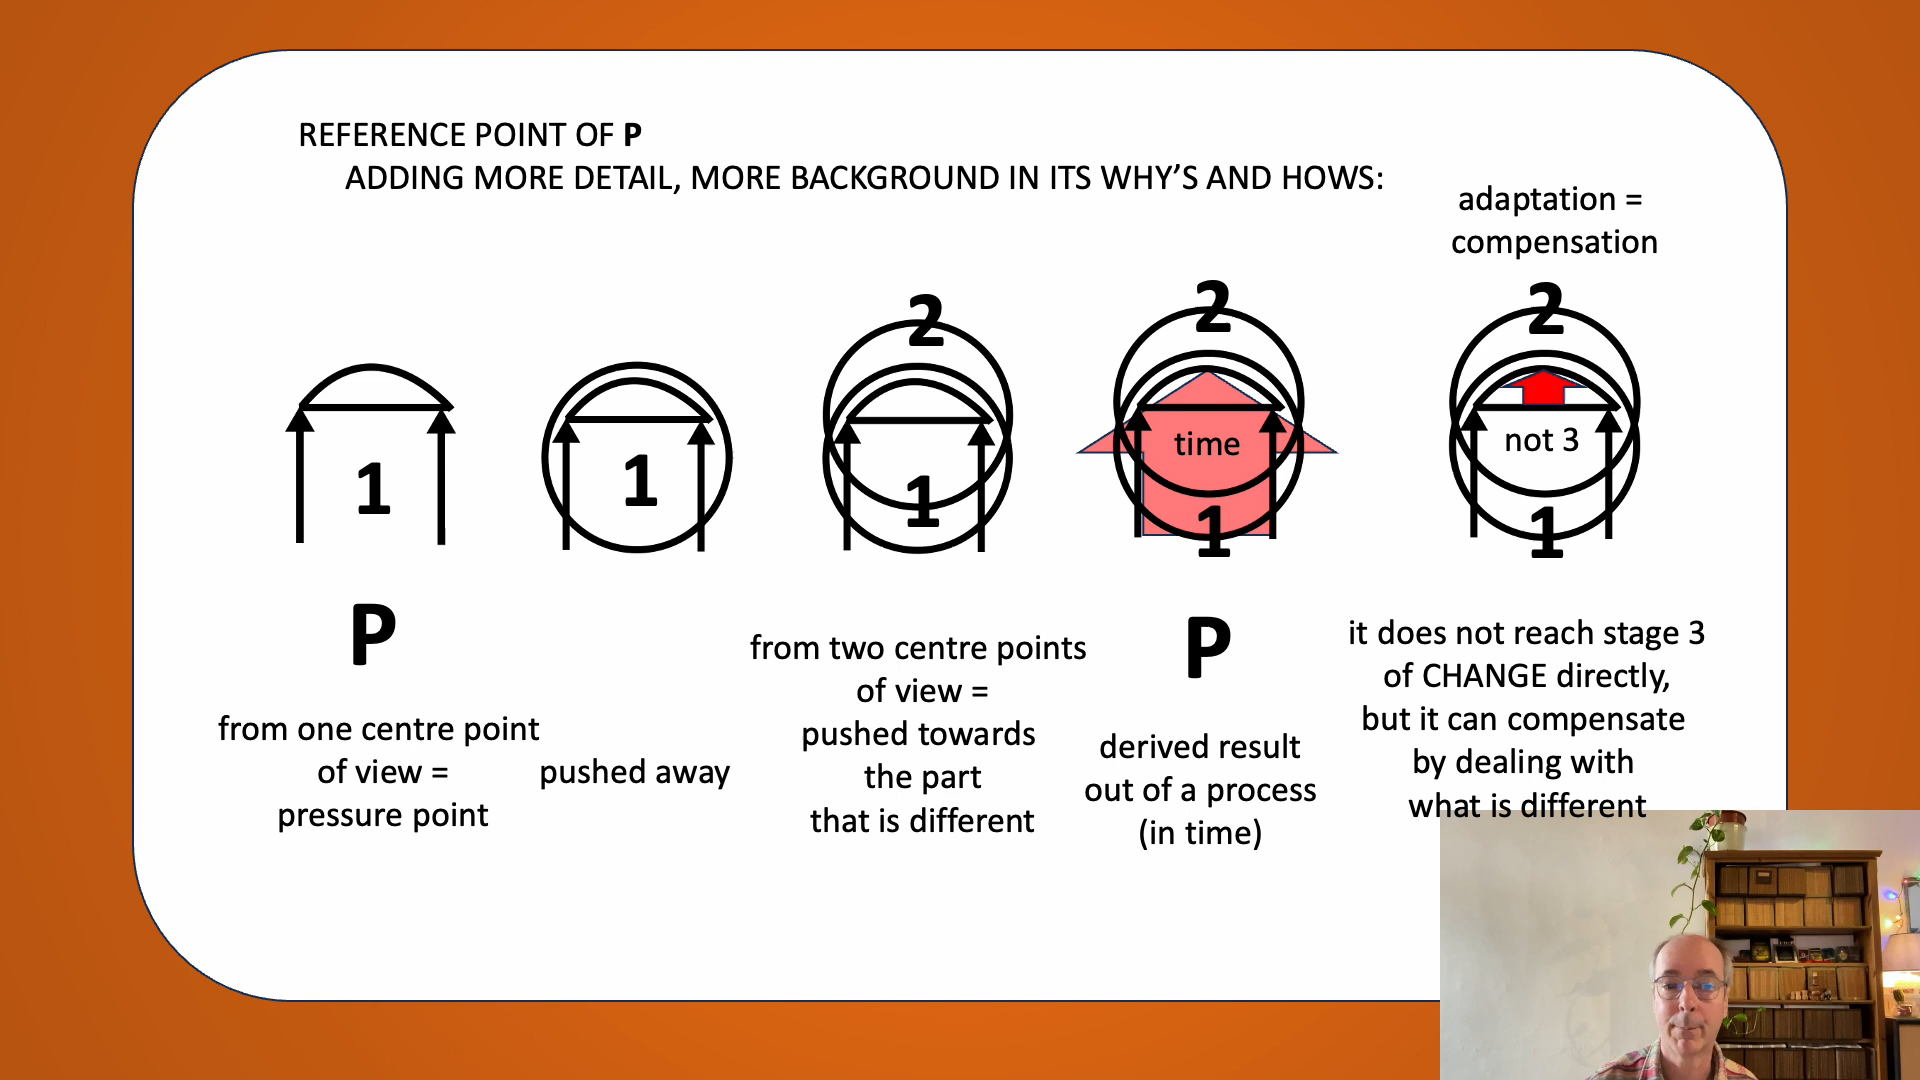 REFERENCE POINT OF P
ADDING MORE DETAIL, MORE BACKGROUND IN ITS WHY’S AND HOWS:
adaptation =
compensation
1
P
from one centre point
of view =
pressure point
1
pushed away
2
1
from two centre points
of view =
pushed towards
the part
that is different
2
time
1
P
derived result
out of a process
(in time)
2
not 3
1
it does not reach stage 3
of CHANGE directly,
but it can compensate
by dealing with
what is different